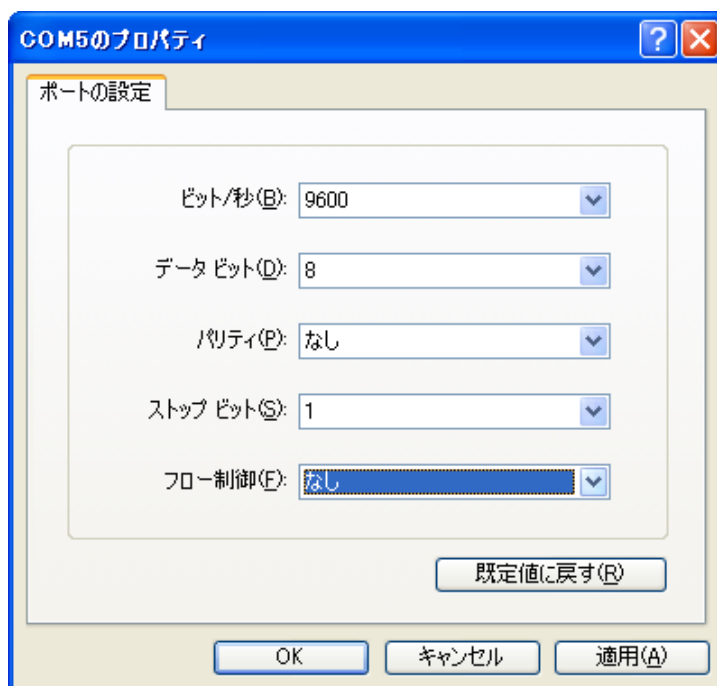 COM5のプロパティ
ポートの設定
ビット/秒(B): 9600
データ ビット(D): 8
パリティ(P): なし
ストップ ビット(S): 1
フロー制御(F): なし
既定値に戻す(R)
OK キャンセル 適用(A)